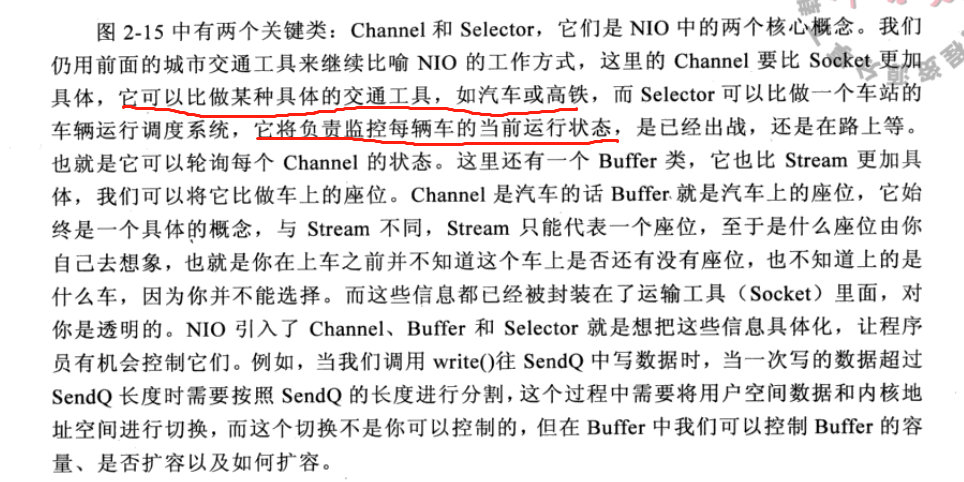 图 2-15 中有两个关键类：Channel 和 Selector，它们是 NIO 中的两个核心概念。我们
仍用前面的城市交通工具来继续比喻 NIO 的工作方式，这里的 Channel 要比 Socket 更加
具体，它可以比做某种具体的交通工具，如汽车或高铁，而 Selector 可以比做一个车站的
车辆运行调度系统，它将负责监控每辆车的当前运行状态，是已经出战，还是在路上等。
也就是它可以轮询每个 Channel 的状态。这里还有一个 Buffer 类，它也比 Stream 更加具
体，我们可以将它比做车上的座位。Channel 是汽车的话 Buffer 就是汽车上的座位，它始
终是一个具体的概念，与 Stream 不同，Stream 只能代表一个座位，至于是什么座位由你
自己去想象，也就是你在上车之前并不知道这个车上是否还有没有座位，也不知道上的是
什么车，因为你并不能选择。而这些信息都已经被封装在了运输工具（Socket）里面，对
你是透明的。NIO 引入了 Channel、Buffer 和 Selector 就是想把这些信息具体化，让程序
员有机会控制它们。例如，当我们调用 write()往 SendQ 中写数据时，当一次写的数据超过
SendQ 长度时需要按照 SendQ 的长度进行分割，这个过程中需要将用户空间数据和内核地
址空间进行切换，而这个切换不是你可以控制的，但在 Buffer 中我们可以控制 Buffer 的容
量、是否扩容以及如何扩容。